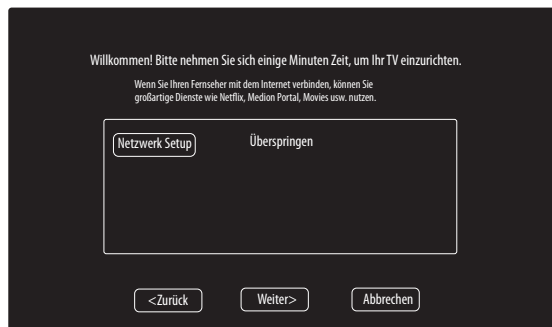 Willkommen! Bitte nehmen Sie sich einige Minuten Zeit, um Ihr TV einzurichten.
Wenn Sie Ihren Fernseher mit dem Internet verbinden, können Sie
großartige Dienste wie Netflix, Medion Portal, Movies usw. nutzen.
Netzwerk Setup Überspringen
<Zurück Weiter> Abbrechen